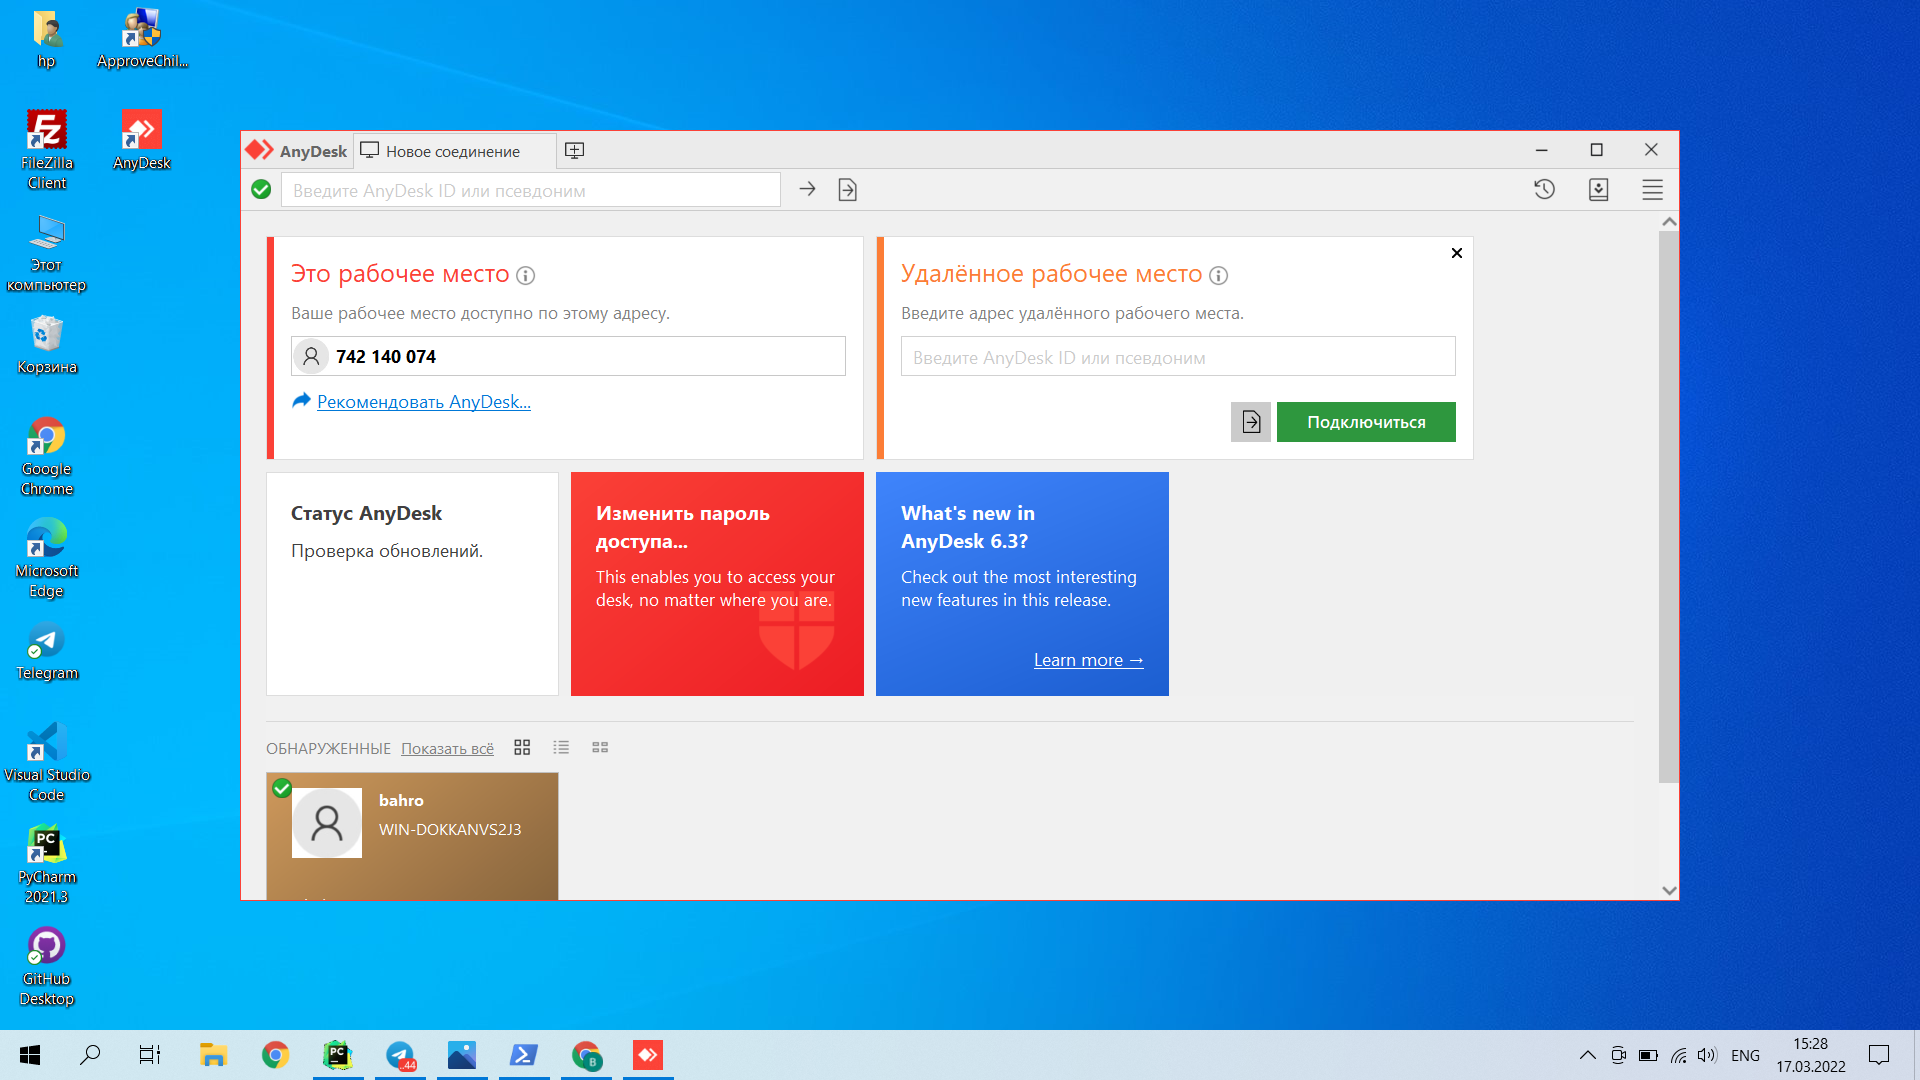 hp
ApproveChil...
FileZilla
Client
AnyDesk
Этот
компьютер
Корзина
Google
Chrome
Microsoft
Edge
Telegram
Visual Studio
Code
PyCharm
2021.3
GitHub
Desktop
AnyDesk
Новое соединение
Введите AnyDesk ID или псевдоним
Это рабочее место
Ваше рабочее место доступно по этому адресу.
742 140 074
Рекомендовать AnyDesk...
Удалённое рабочее место
Введите адрес удалённого рабочего места.
Введите AnyDesk ID или псевдоним
Подключиться
Статус AnyDesk
Проверка обновлений.
Изменить пароль
доступа...
This enables you to access your
desk, no matter where you are.
What's new in
AnyDesk 6.3?
Check out the most interesting
new features in this release.
Learn more →
ОБНАРУЖЕННЫЕ Показать всё
bahro
WIN-DOKKANVS2J3
PC
..44
B
ENG
15:28
17.03.2022